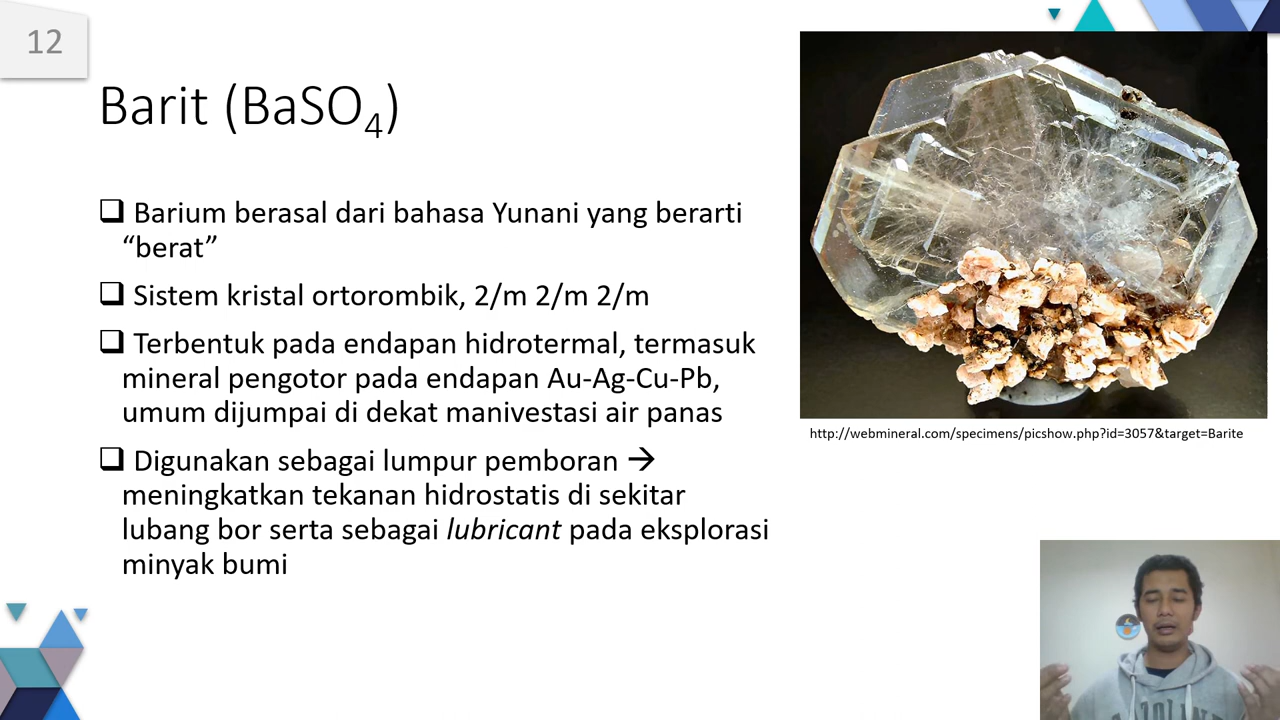 12
Barit (BaSO₄)
❑ Barium berasal dari bahasa Yunani yang berarti
“berat”
❑ Sistem kristal ortorombik, 2/m 2/m 2/m
❑ Terbentuk pada endapan hidrotermal, termasuk
mineral pengotor pada endapan Au-Ag-Cu-Pb,
umum dijumpai di dekat manivestasi air panas
❑ Digunakan sebagai lumpur pemboran →
meningkatkan tekanan hidrostatis di sekitar
lubang bor serta sebagai lubricant pada eksplorasi
minyak bumi
http://webmineral.com/specimens/picshow.php?id=3057&target=Barite